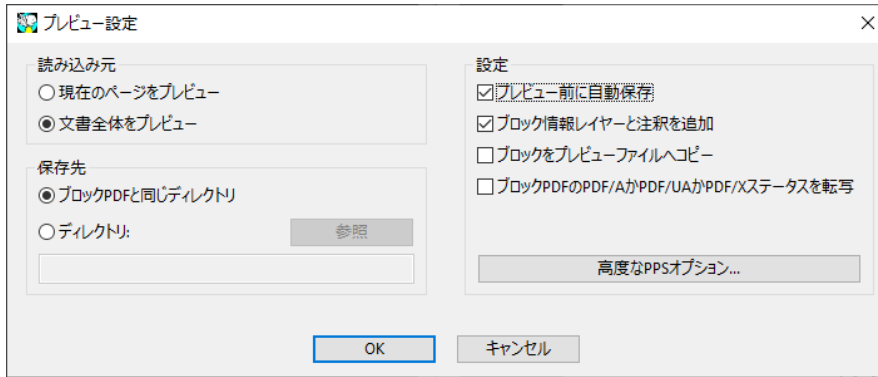 プレビュー設定
読み込み元
現在のページをプレビュー
文書全体をプレビュー
保存先
ブロックPDFと同じディレクトリ
ディレクトリ:
参照
設定
プレビュー前に自動保存
ブロック情報レイヤーと注釈を追加
ブロックをプレビューファイルへコピー
ブロックPDFのPDF/AかPDF/UAかPDF/Xステータスを転写
高度なPPSオプション...
OK
キャンセル